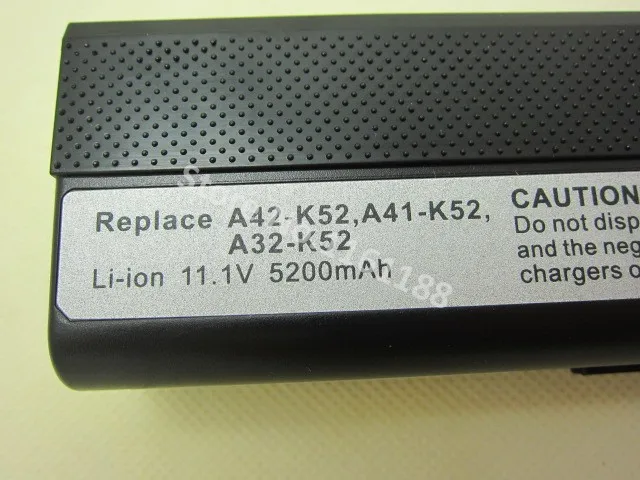 Replace A42-K52,A41-K52,
A32-K52
Li-ion 11.1V 5200mAh
CAUTION
Do not disp
and the neg
chargers o